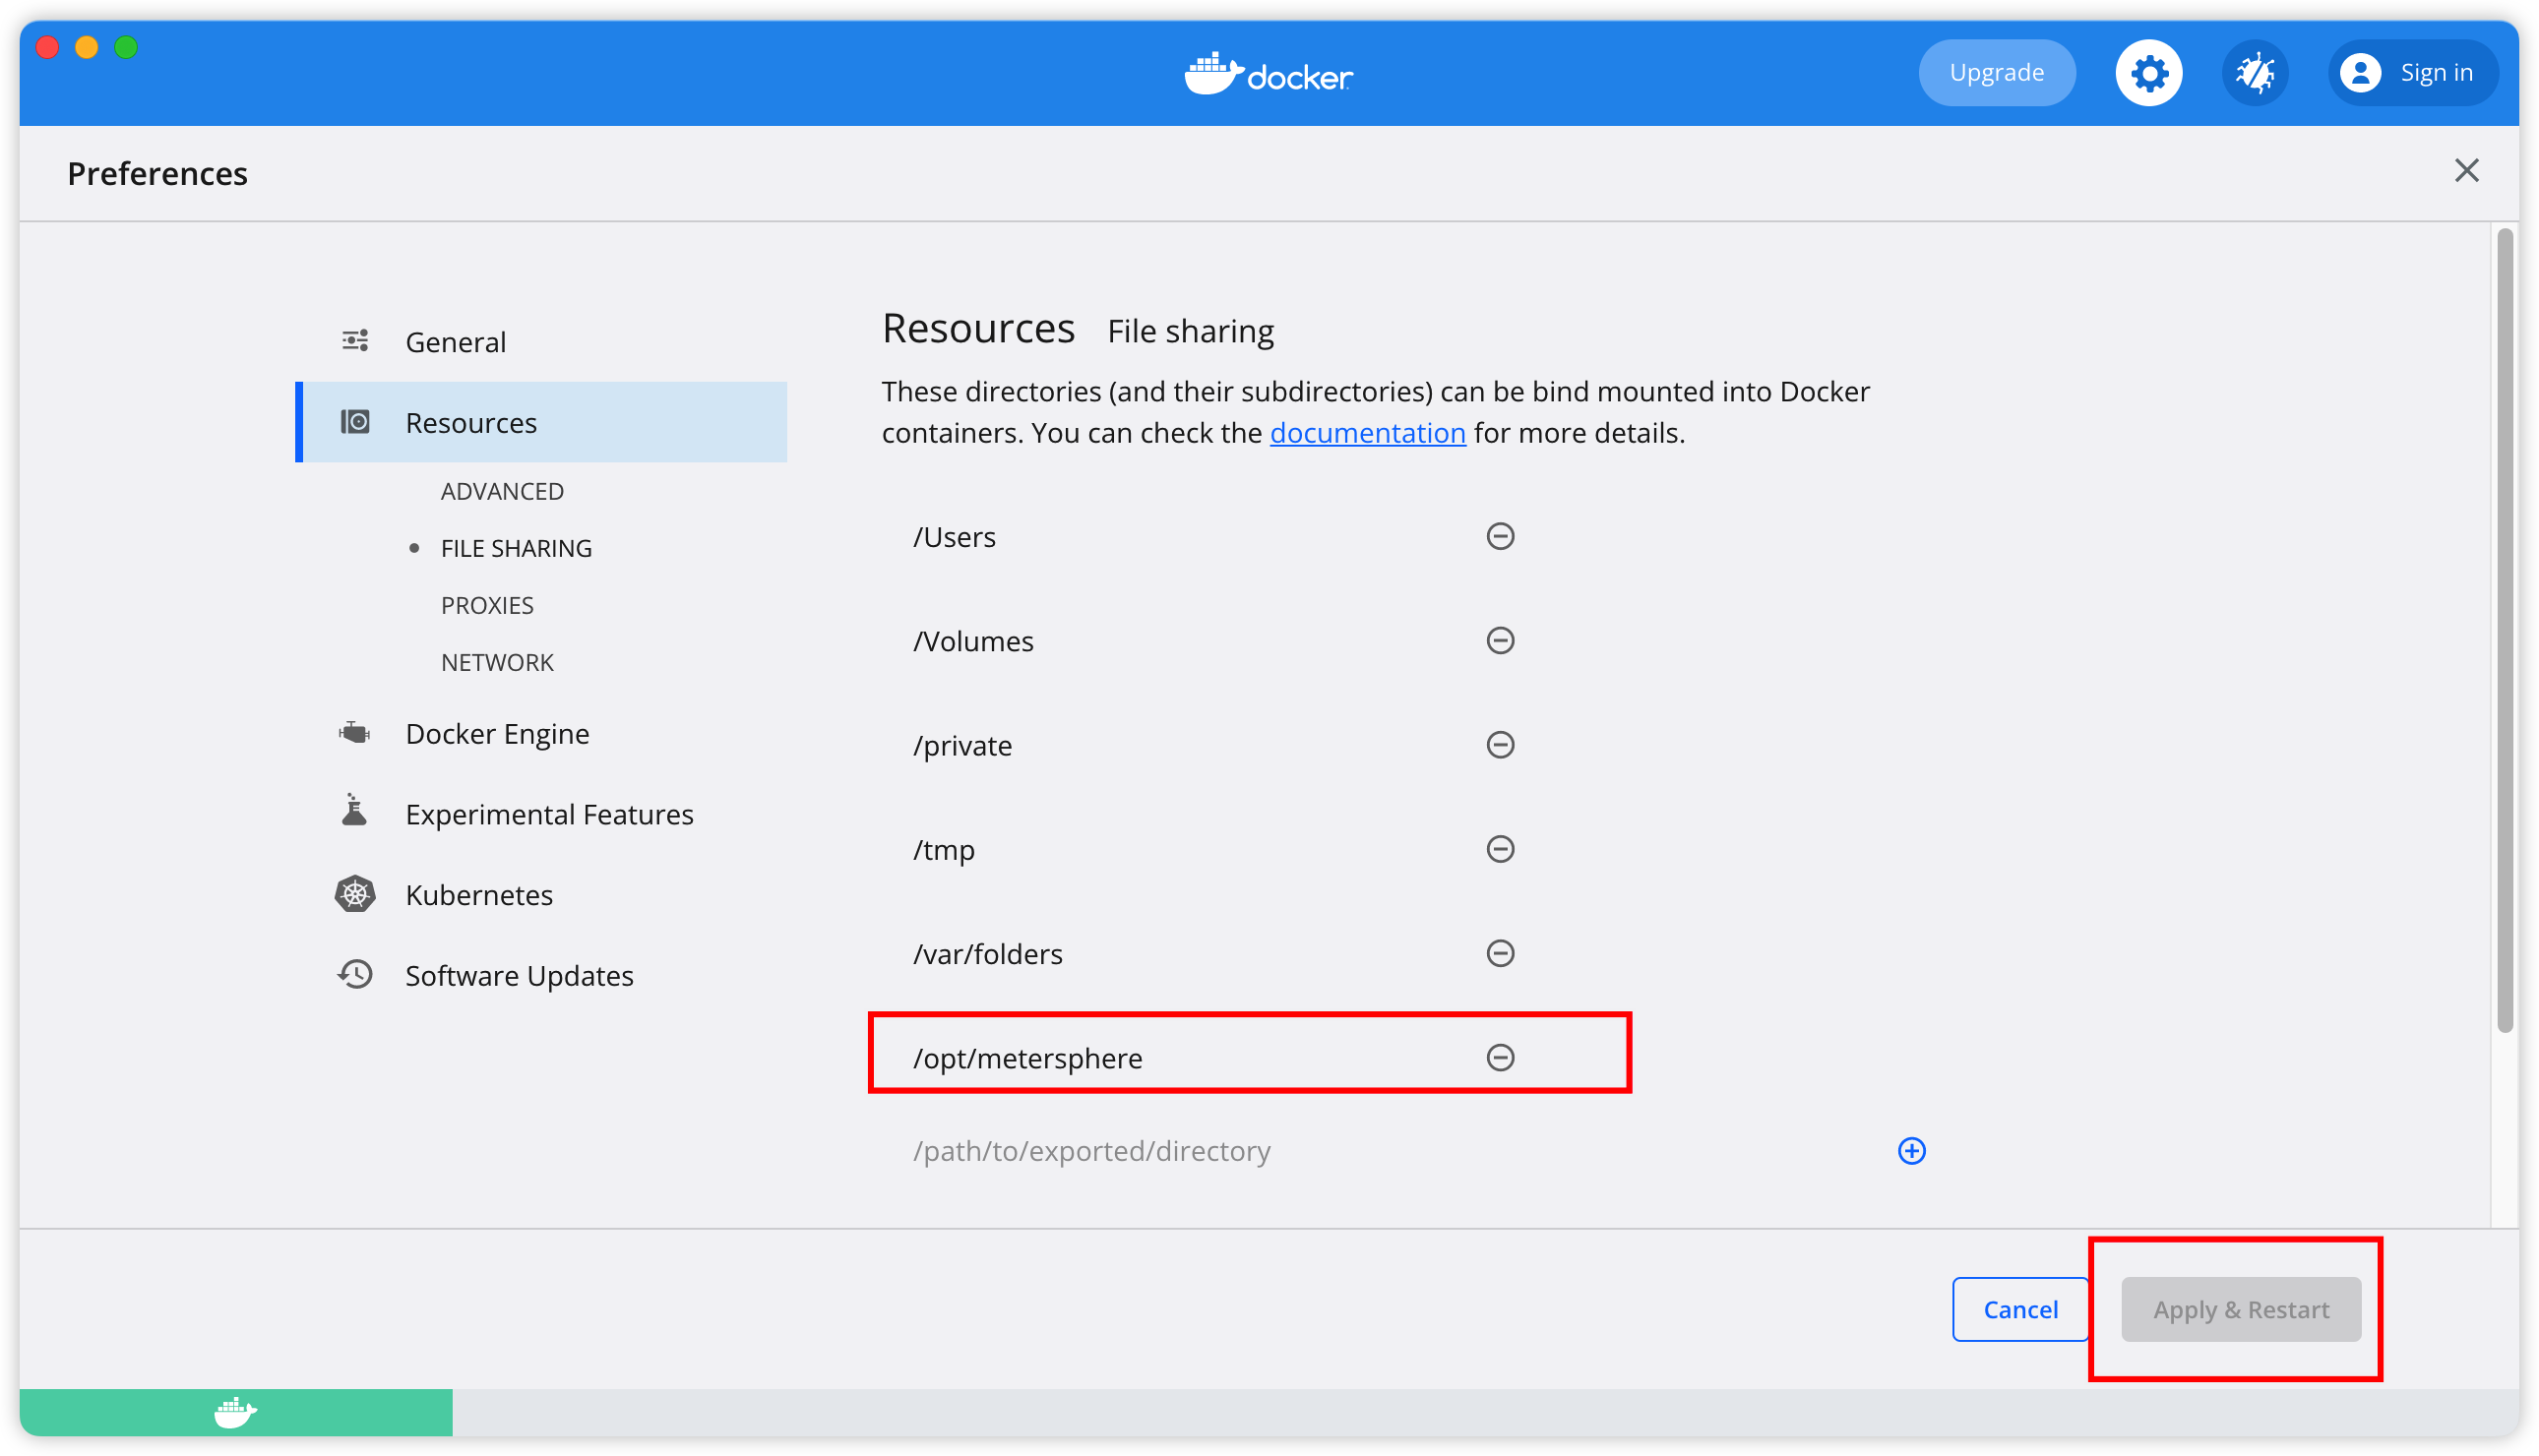 docker
Upgrade
Sign in
Preferences
General
Resources
ADVANCED
FILE SHARING
PROXIES
NETWORK
Docker Engine
Experimental Features
Kubernetes
Software Updates
Resources File sharing
These directories (and their subdirectories) can be bind mounted into Docker
containers. You can check the documentation for more details.
/Users
/Volumes
/private
/tmp
/var/folders
/opt/metersphere
/path/to/exported/directory
Cancel
Apply & Restart